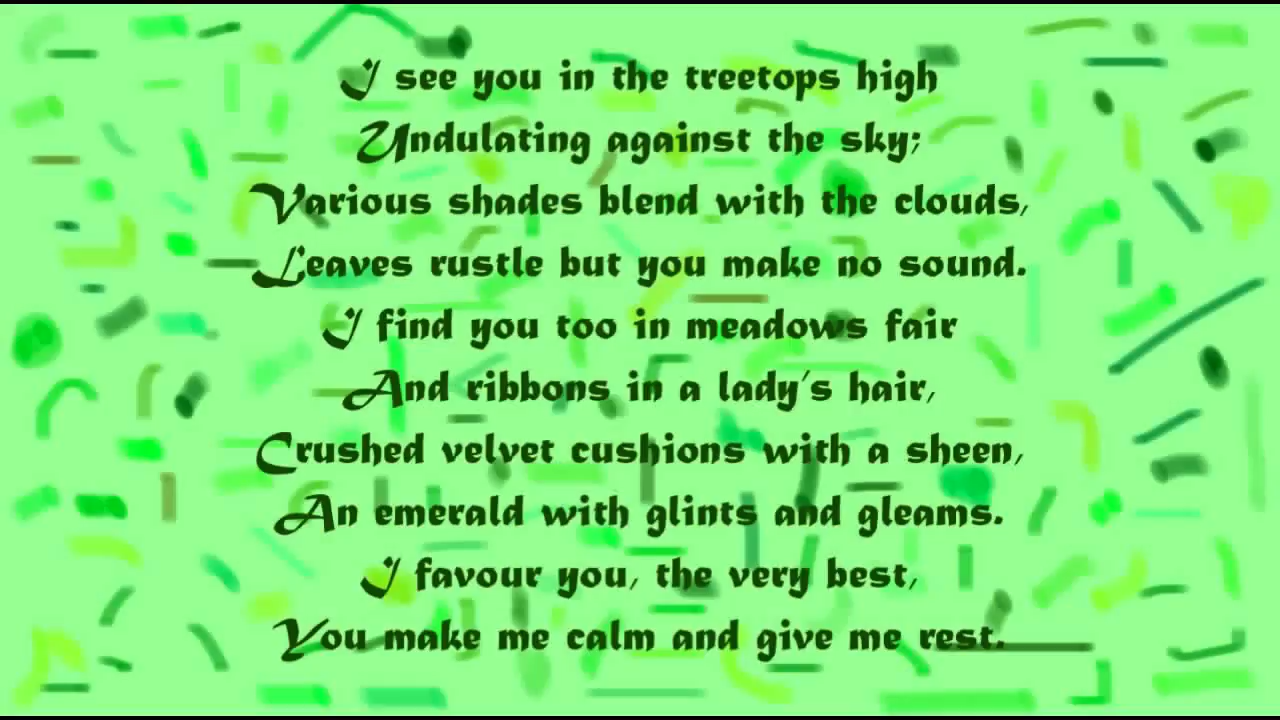 I see you in the treetops high
Undulating against the sky;
Various shades blend with the clouds,
Leaves rustle but you make no sound.
I find you too in meadows fair
And ribbons in a lady's hair,
Crushed velvet cushions with a sheen,
An emerald with glints and gleams.
I favour you, the very best,
You make me calm and give me rest.